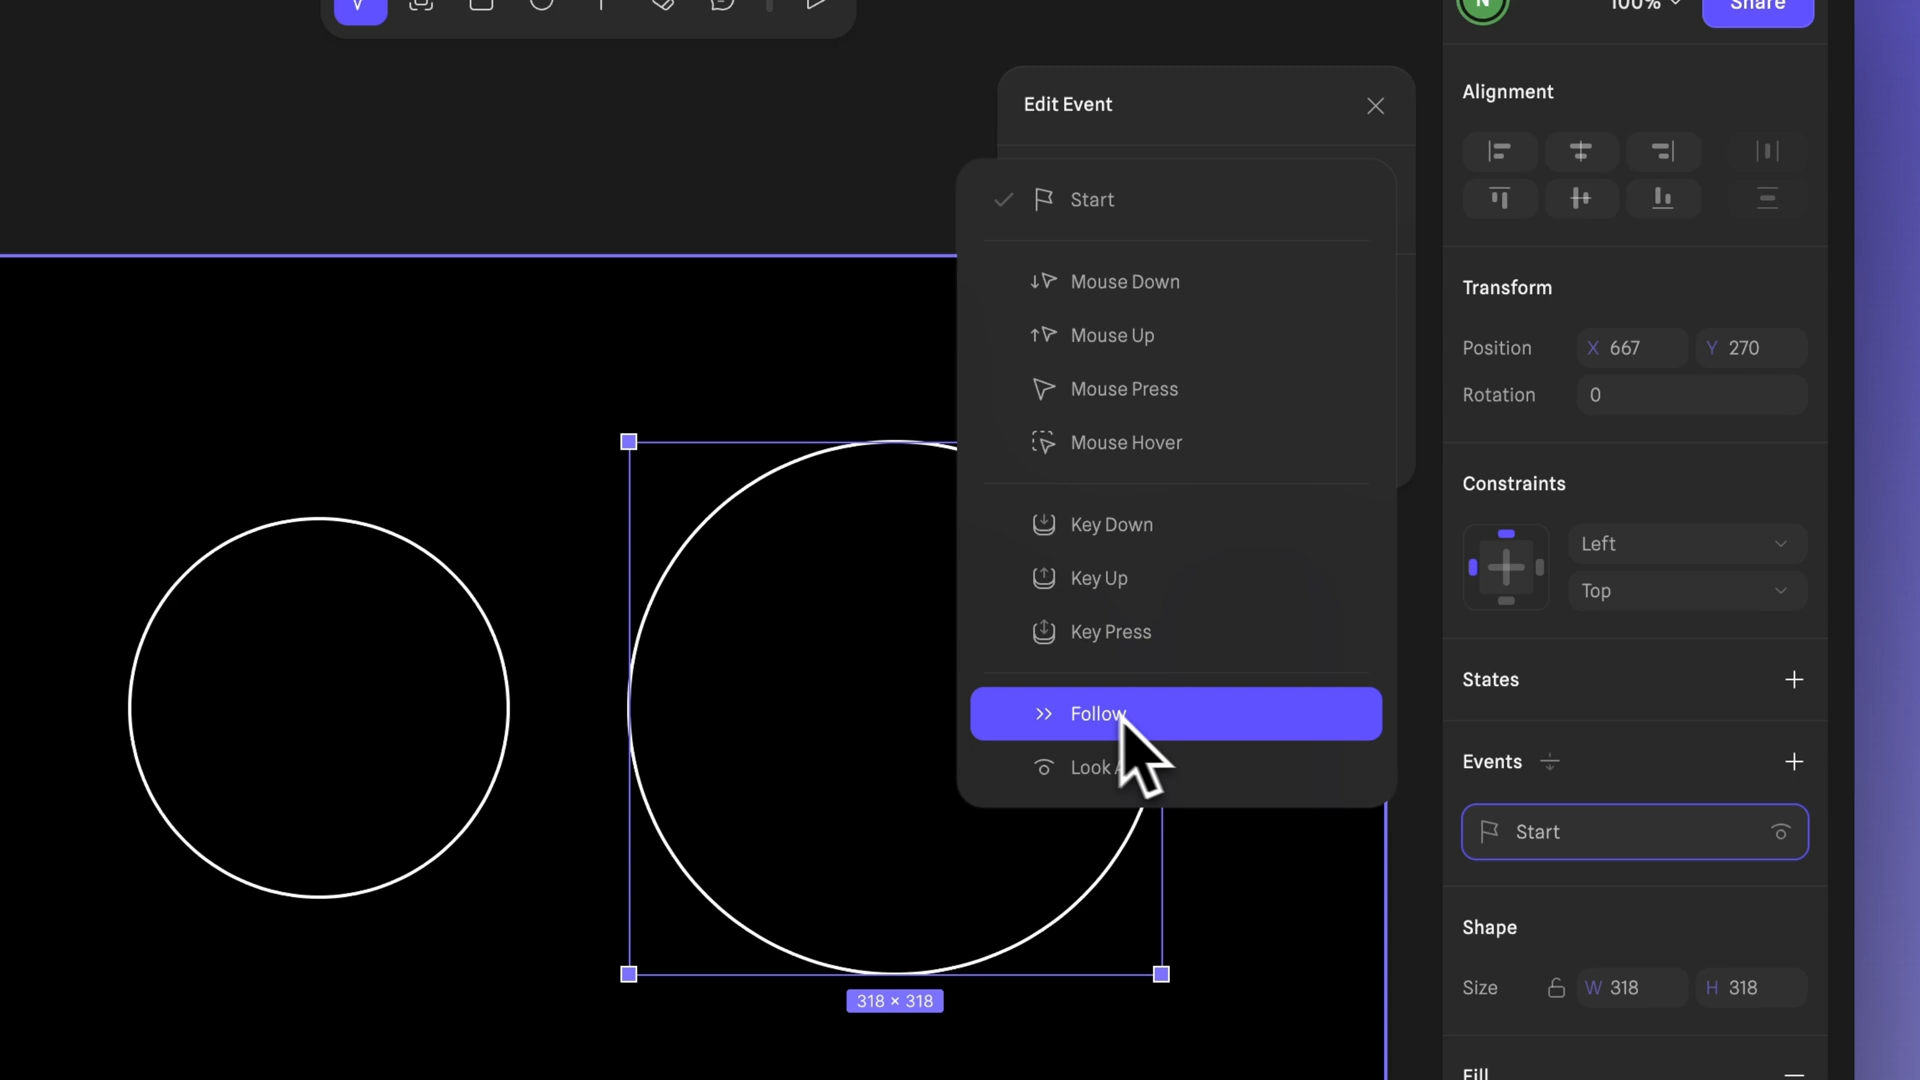 N
100%
Share
Edit Event
Alignment
Start
Mouse Down
Transform
Mouse Up
Position X 667 Y 270
Mouse Press
Rotation 0
Mouse Hover
Constraints
Key Down
Left
Key Up
Top
Key Press
States
Follow
Events
Look
Start
Shape
Size W 318 H 318
318 × 318
Fill